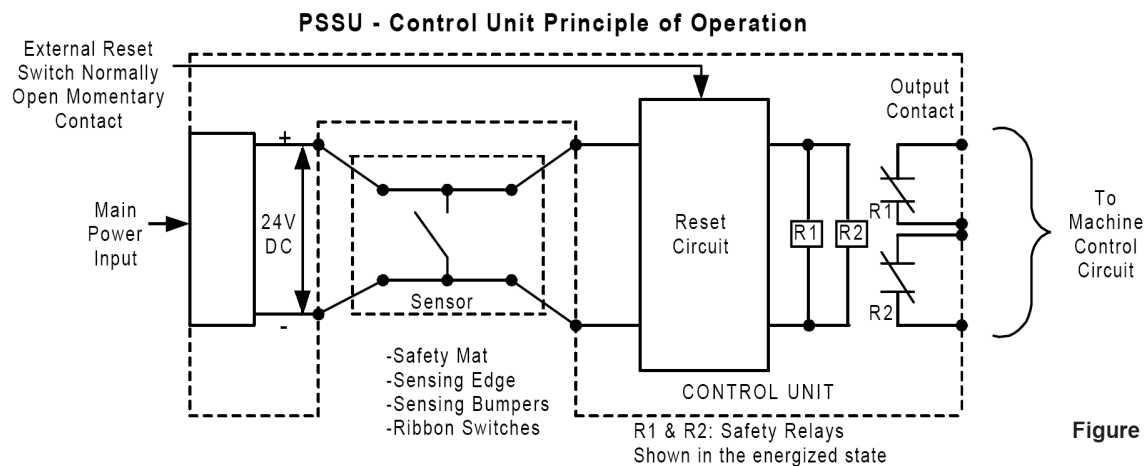 PSSU - Control Unit Principle of Operation
External Reset
Switch Normally
Open Momentary
Contact
Output
Contact
+
Main
Power
Input
24V
DC
-
Sensor
Reset
Circuit
R1
R2
R1
R2
To
Machine
Control
Circuit
-Safety Mat
-Sensing Edge
-Sensing Bumpers
-Ribbon Switches
CONTROL UNIT
R1 & R2: Safety Relays
Shown in the energized state
Figure